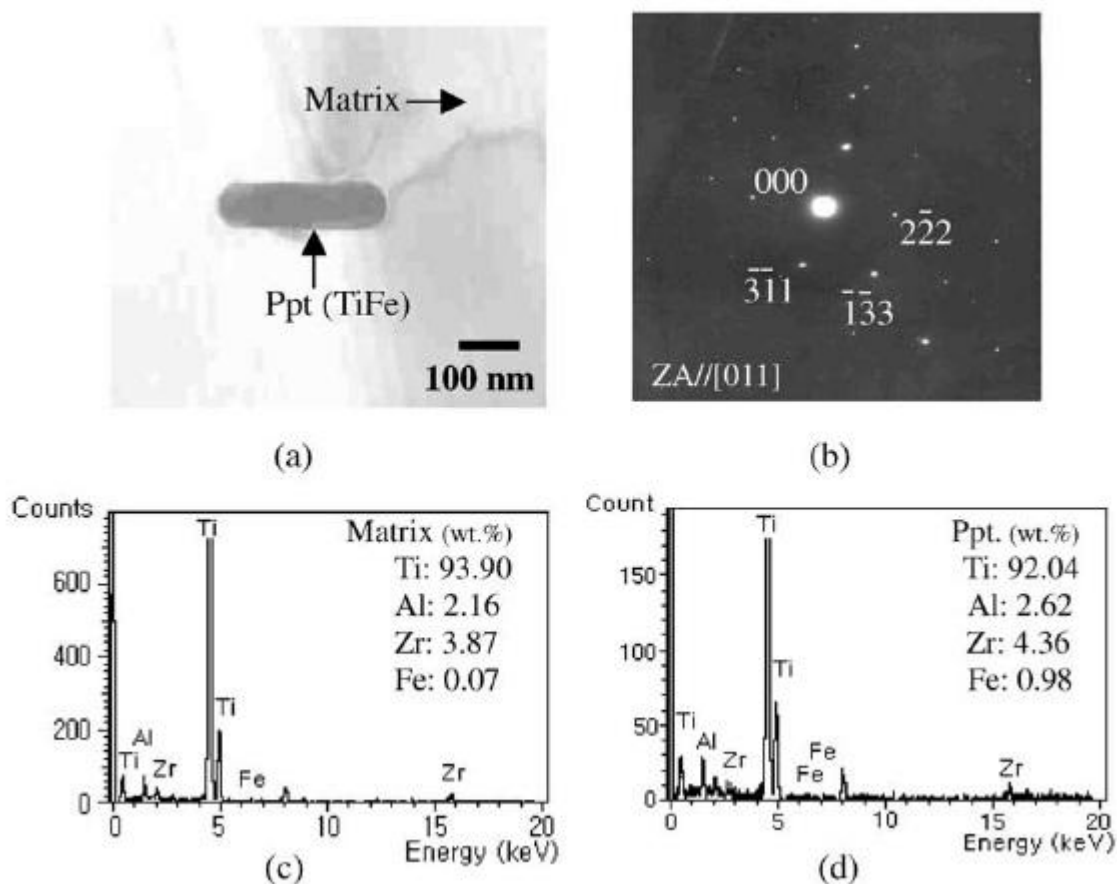 Matrix
Ppt (TiFe)
100 nm
(a)
000
22̄2
3̄1̄1
1̄3̄3
ZA//[011]
(b)
Counts
600
400
200
0
0 5 10 15 20
Energy (keV)
Ti
Al
Ti
Zr
Ti
Fe
Zr
Matrix (wt.%)
Ti: 93.90
Al: 2.16
Zr: 3.87
Fe: 0.07
(c)
Count
150
100
50
0
0 5 10 15 20
Energy (keV)
Ti
Ti
Ti
Al
Zr
Fe
Fe
Zr
Ppt. (wt.%)
Ti: 92.04
Al: 2.62
Zr: 4.36
Fe: 0.98
(d)